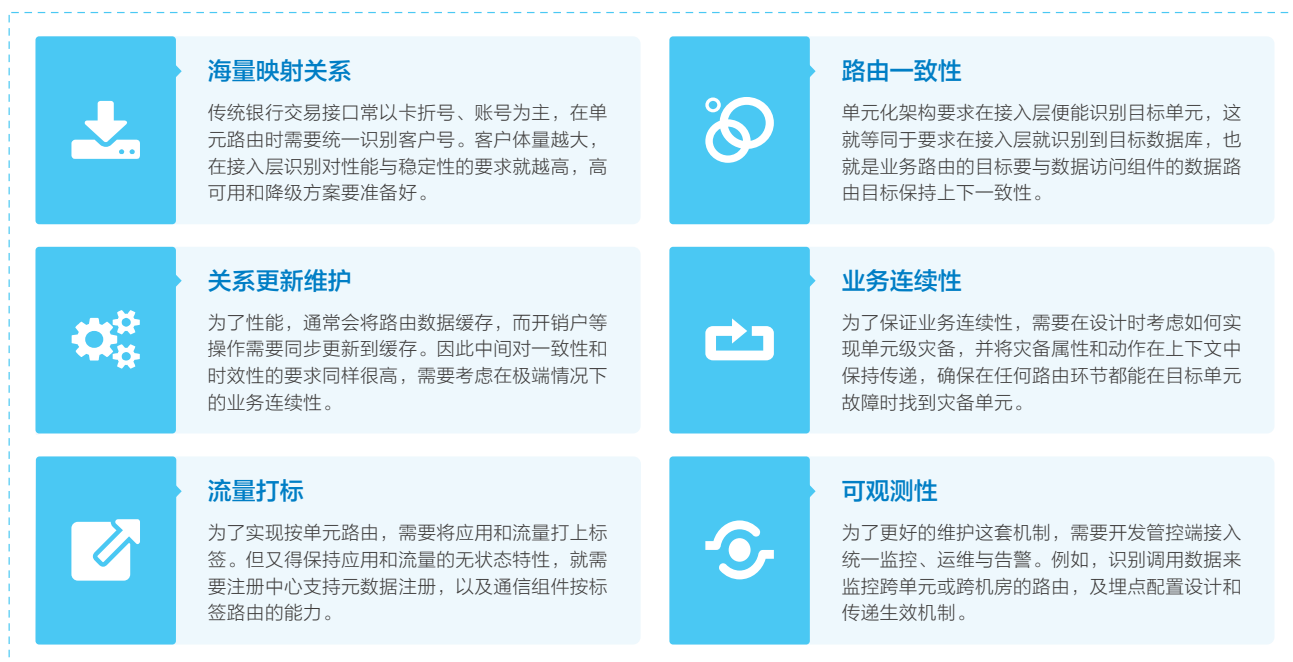 海量映射关系
传统银行交易接口常以卡折号、账号为主，在单
元路由时需要统一识别客户号。客户体量越大，
在接入层识别对性能与稳定性的要求就越高，高
可用和降级方案要准备好。
路由一致性
单元化架构要求在接入层便能识别目标单元，这
就等同于要求在接入层就识别到目标数据库，也
就是业务路由的目标要与数据访问组件的数据路
由目标保持上下一致性。
关系更新维护
为了性能，通常会将路由数据缓存，而开销户等
操作需要同步更新到缓存。因此中间对一致性和
时效性的要求同样很高，需要考虑在极端情况下
的业务连续性。
业务连续性
为了保证业务连续性，需要在设计时考虑如何实
现单元级灾备，并将灾备属性和动作在上下文中
保持传递，确保在任何路由环节都能在目标单元
故障时找到灾备单元。
流量打标
为了实现按单元路由，需要将应用和流量打上标
签。但又得保持应用和流量的无状态特性，就需
要注册中心支持元数据注册，以及通信组件按标
签路由的能力。
可观测性
为了更好的维护这套机制，需要开发管控端接入
统一监控、运维与告警。例如，识别调用数据来
监控跨单元或跨机房的路由，及埋点配置设计和
传递生效机制。